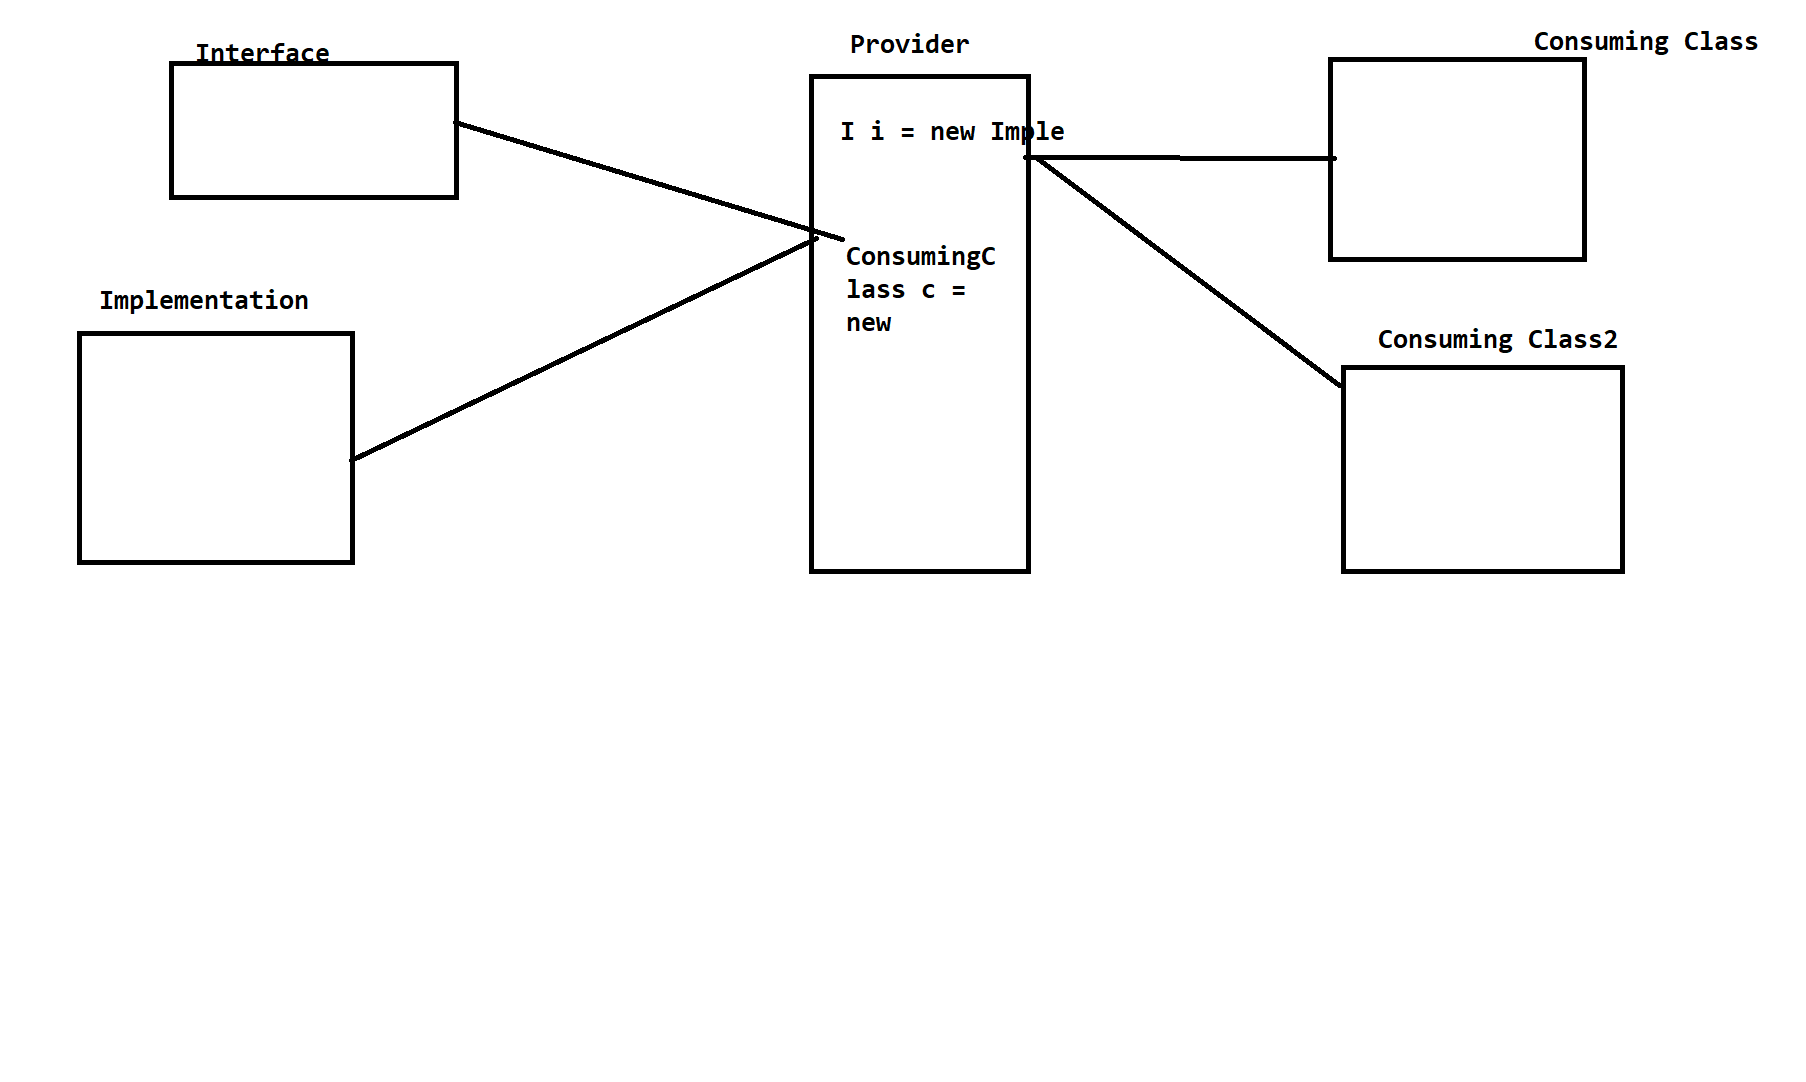 Interface
Provider
Consuming Class
I i = new Imple
ConsumingC
lass c =
new
Implementation
Consuming Class2